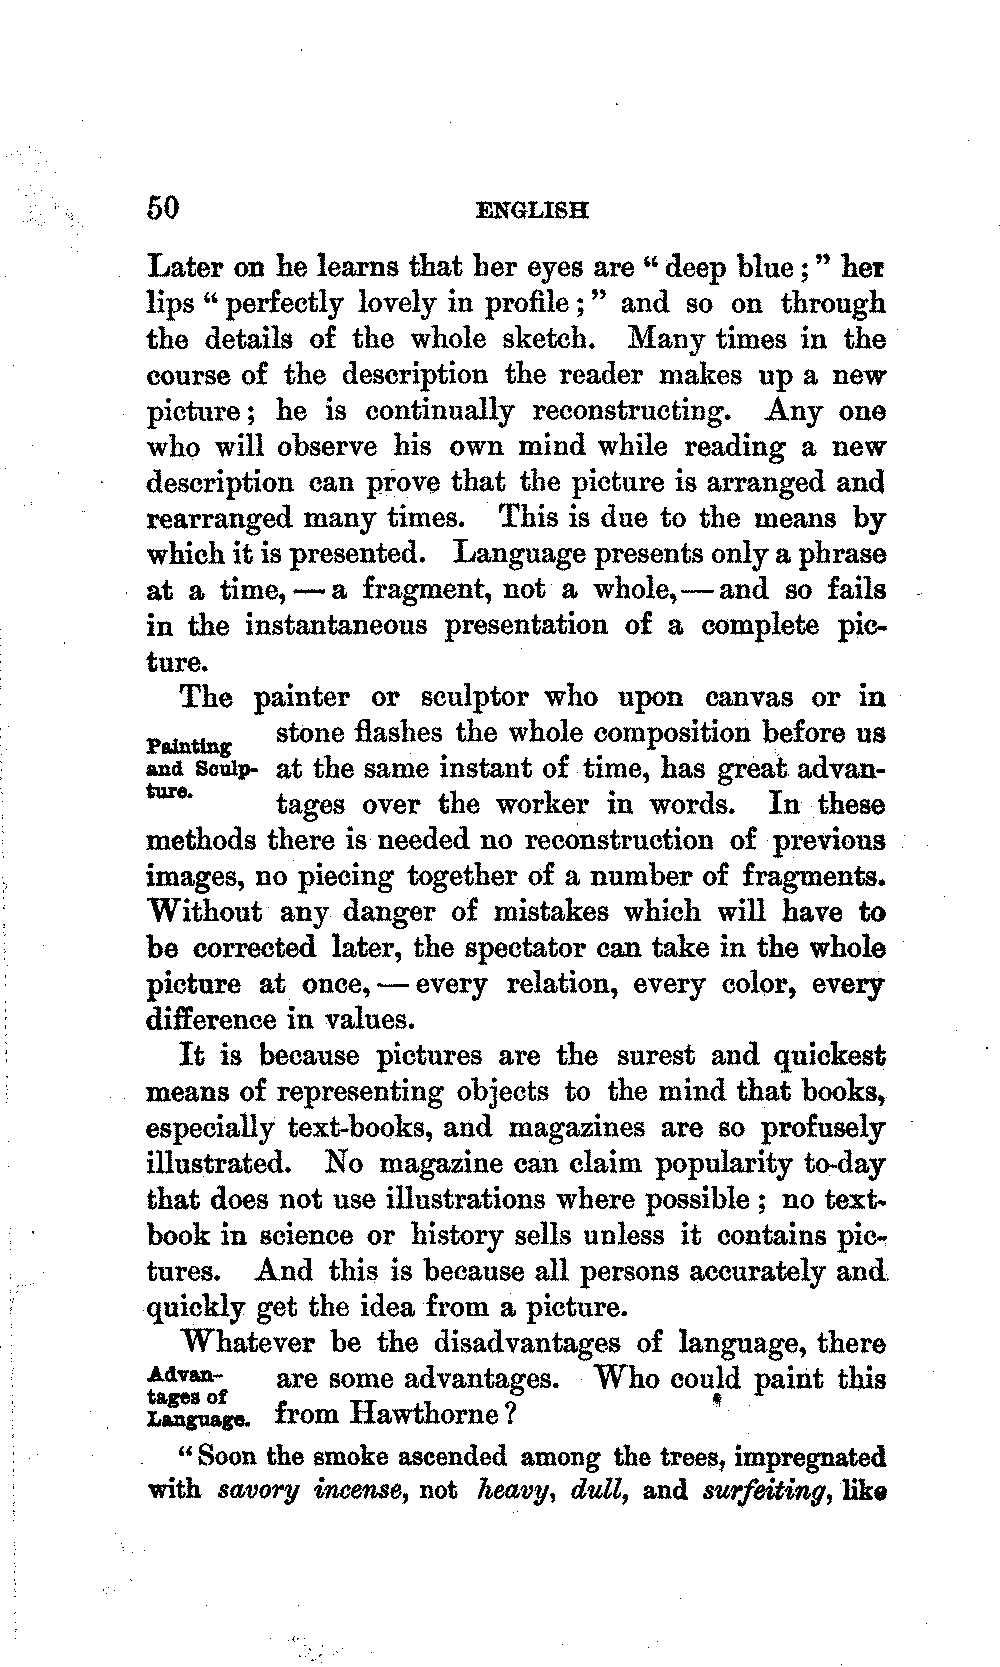 50 ENGLISH
Later on he learns that her eyes are “ deep blue ; ” her
lips “ perfectly lovely in profile ; ” and so on through
the details of the whole sketch. Many times in the
course of the description the reader makes up a new
picture ; he is continually reconstructing. Any one
who will observe his own mind while reading a new
description can prove that the picture is arranged and
rearranged many times. This is due to the means by
which it is presented. Language presents only a phrase
at a time, — a fragment, not a whole, — and so fails
in the instantaneous presentation of a complete pic-
ture.
The painter or sculptor who upon canvas or in
stone flashes the whole composition before us
Painting
and Sculp-
ture.
at the same instant of time, has great advan-
tages over the worker in words. In these
methods there is needed no reconstruction of previous
images, no piecing together of a number of fragments.
Without any danger of mistakes which will have to
be corrected later, the spectator can take in the whole
picture at once, — every relation, every color, every
difference in values.
It is because pictures are the surest and quickest
means of representing objects to the mind that books,
especially text-books, and magazines are so profusely
illustrated. No magazine can claim popularity to-day
that does not use illustrations where possible ; no text-
book in science or history sells unless it contains pic-
tures. And this is because all persons accurately and
quickly get the idea from a picture.
Whatever be the disadvantages of language, there
Advan-
tages of
Language.
are some advantages. Who could paint this
from Hawthorne ?
“ Soon the smoke ascended among the trees, impregnated
with savory incense, not heavy, dull, and surfeiting, like